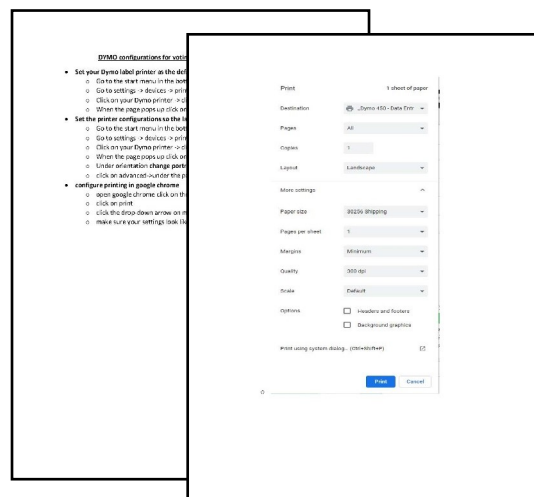 DYMO configurations for votin
• Set your Dymo label printer as the def
o Go to the start menu in the bott
o Go to settings -> devices -> prin
o Click on your Dymo printer -> cl
o When the page pops up click on
• Set the printer configurations so the la
o Go to the start menu in the bott
o Go to settings -> devices -> prin
o Click on your Dymo printer -> cl
o When the page pops up click on
o Under orientation change portr
o click on advanced->under the p
• configure printing in google chrome
o open google chrome click on th
o click on print
o click the drop down arrow on m
o make sure your settings look lik
Print 1 sheet of paper
Destination _Dymo 450 - Data Entr
Pages All
Copies 1
Layout Landscape
More settings
Paper size 30256 Shipping
Pages per sheet 1
Margins Minimum
Quality 300 dpi
Scale Default
Options Headers and footers
Background graphics
Print using system dialog... (Ctrl+Shift+P)
Print Cancel